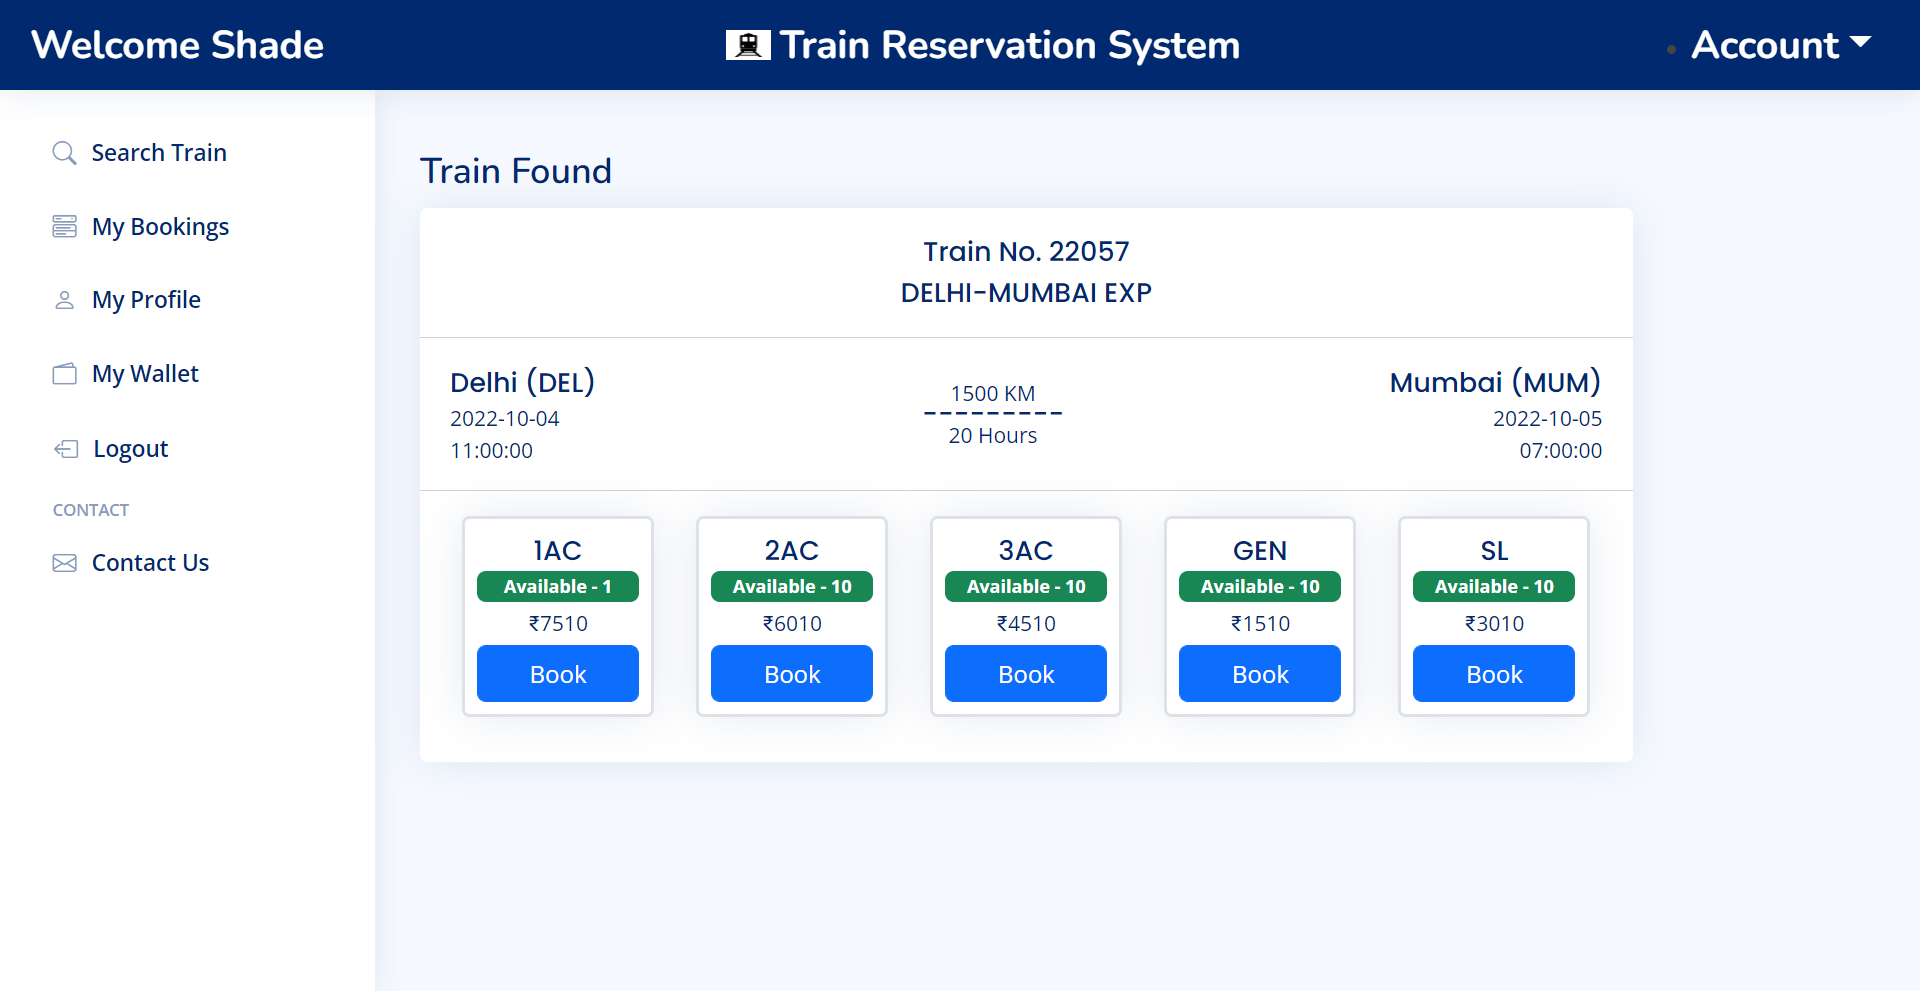 Welcome Shade
Train Reservation System
Account
Search Train
My Bookings
My Profile
My Wallet
Logout
CONTACT
Contact Us
Train Found
Train No. 22057
DELHI-MUMBAI EXP
Delhi (DEL)
2022-10-04
11:00:00
1500 KM
20 Hours
Mumbai (MUM)
2022-10-05
07:00:00
1AC
Available - 1
₹7510
Book
2AC
Available - 10
₹6010
Book
3AC
Available - 10
₹4510
Book
GEN
Available - 10
₹1510
Book
SL
Available - 10
₹3010
Book